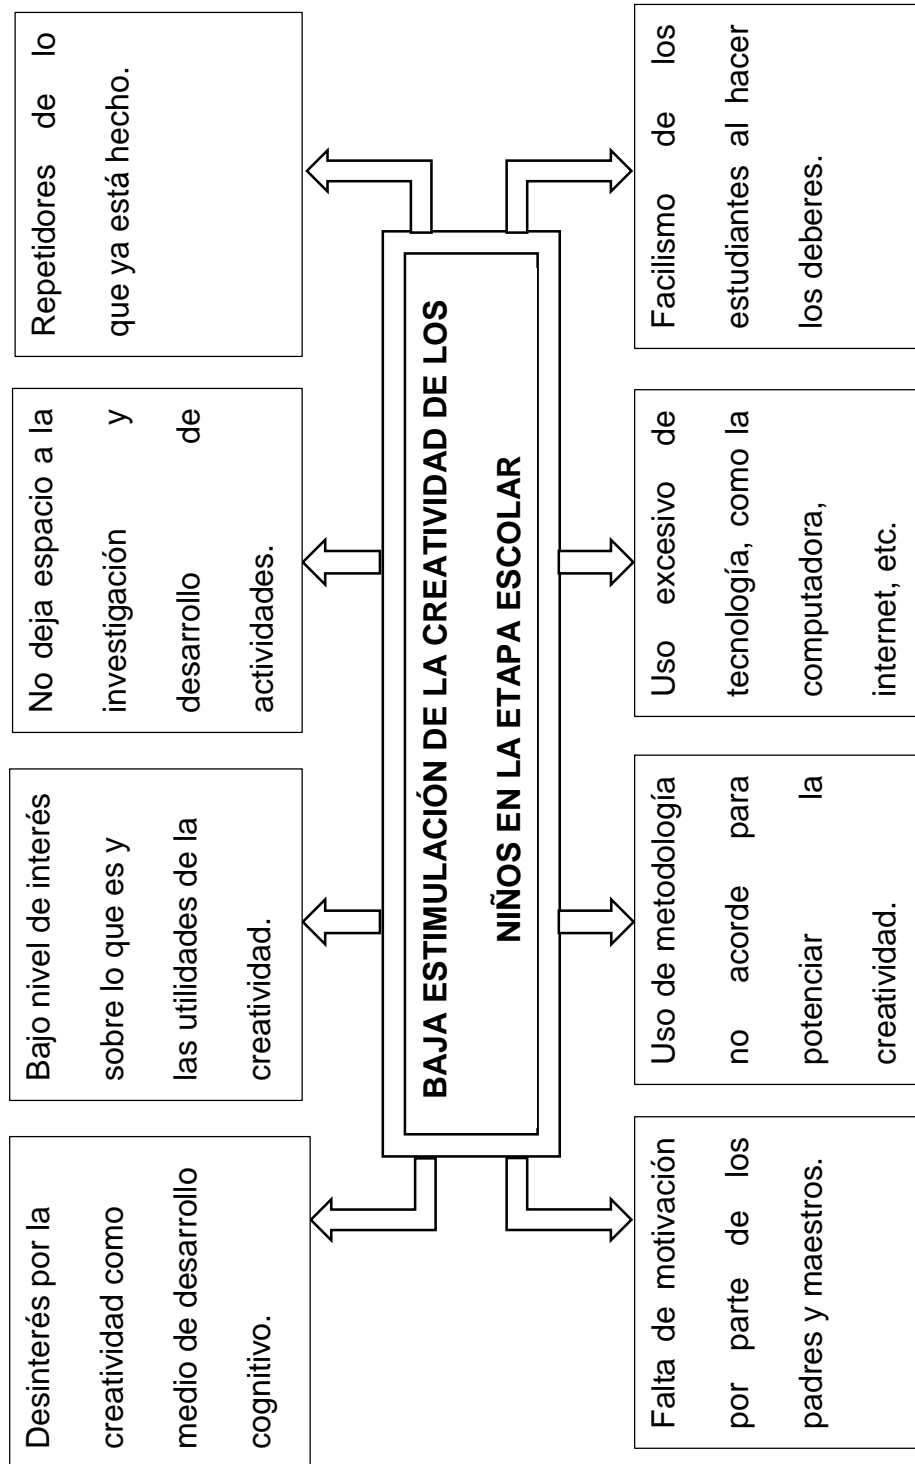 Desinterés por la
creatividad como
medio de desarrollo
cognitivo.
Bajo nivel de interés
sobre lo que es y
las utilidades de la
creatividad.
No deja espacio a la
investigación y
desarrollo de
actividades.
Repetidores de lo
que ya está hecho.
BAJA ESTIMULACIÓN DE LA CREATIVIDAD DE LOS
NIÑOS EN LA ETAPA ESCOLAR
Falta de motivación
por parte de los
padres y maestros.
Uso de metodología
no acorde para
potenciar la
creatividad.
Uso excesivo de
tecnología, como la
computadora,
internet, etc.
Facilismo de los
estudiantes al hacer
los deberes.